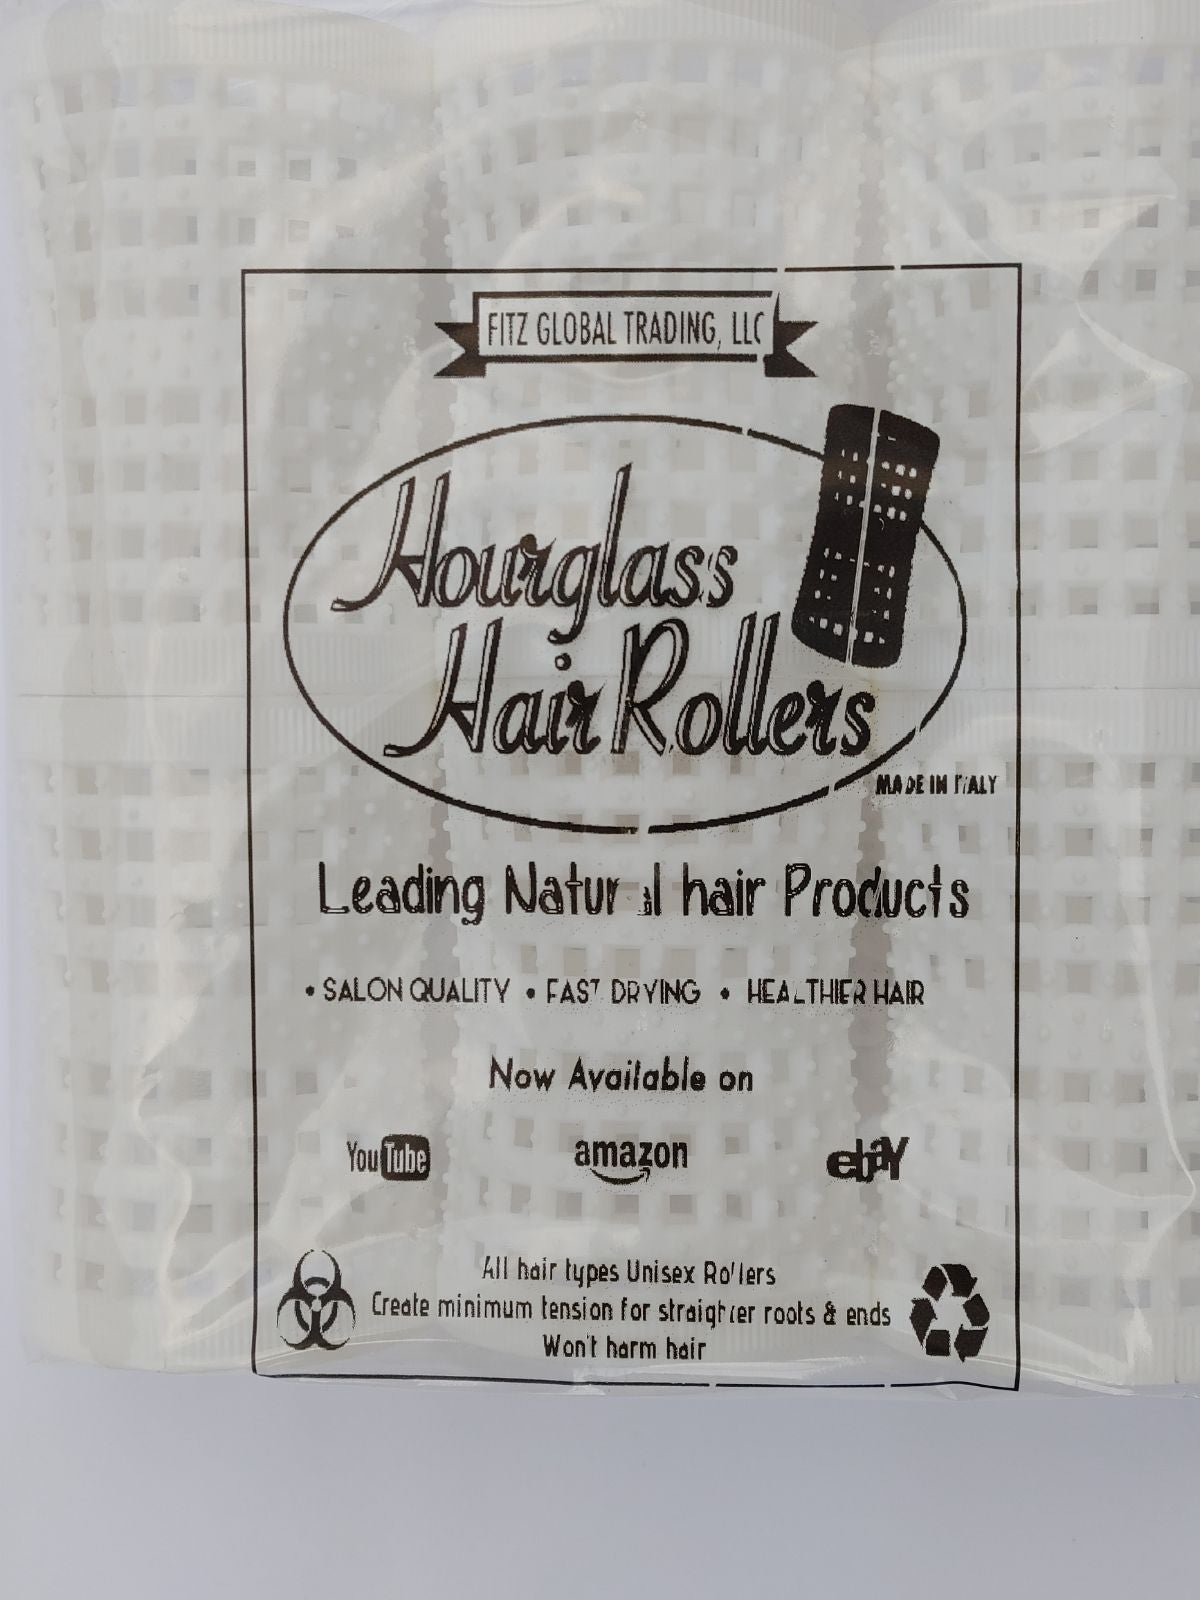 FITZ GLOBAL TRADING, LLC
Hourglass
Hair Rollers
MADE IN ITALY
Leading Natural hair Products
• SALON QUALITY • FAST DRYING • HEALTHIER HAIR
Now Available on
YouTube amazon ebay
All hair types Unisex Rollers
Create minimum tension for straighter roots & ends
Won't harm hair